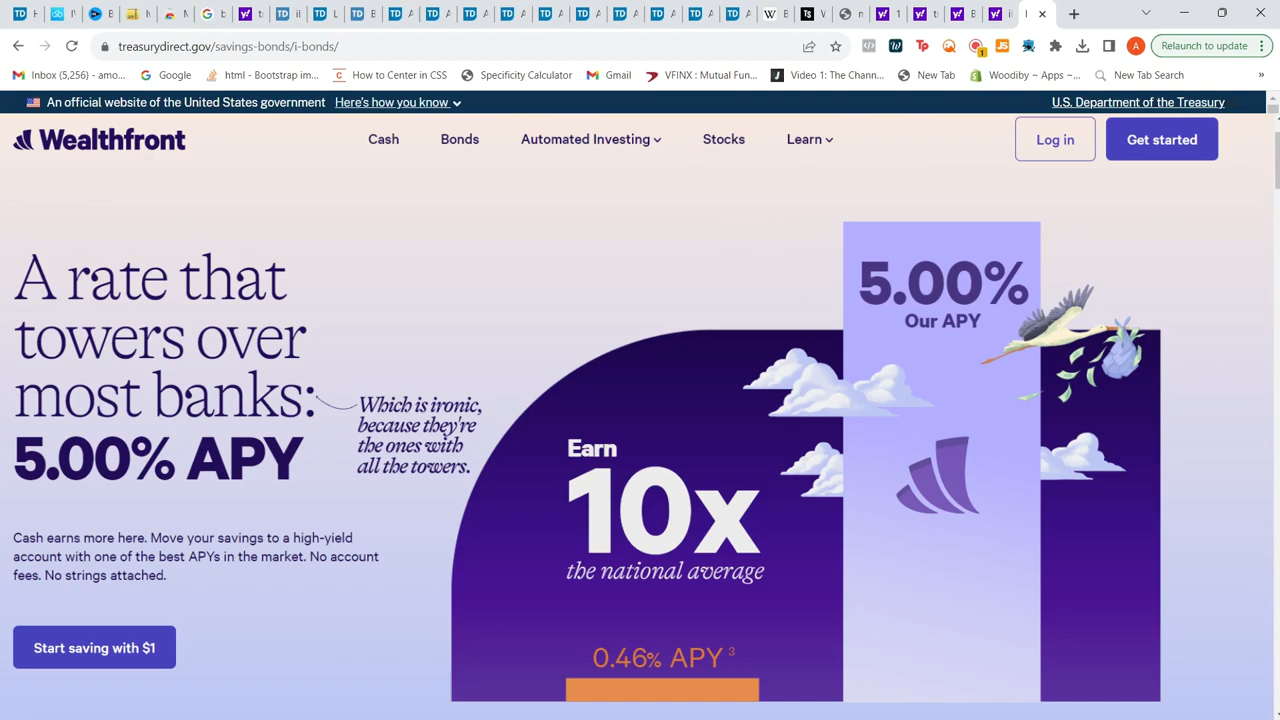 treasurydirect.gov/savings-bonds/i-bonds/
Relaunch to update
Inbox (5,25) - amo...
Google
html - Bootstrap im...
How to Center in CSS
Specificity Calculator
Gmail
VFINX : Mutual Fun...
Video 1: The Chann...
New Tab
Woodiby ~ Apps ~...
New Tab Search
An official website of the United States government Here's how you know
U.S. Department of the Treasury
Wealthfront
Cash
Bonds
Automated Investing
Stocks
Learn
Log in
Get started
A rate that
towers over
most banks:
5.00% APY
Which is ironic,
because they're
the ones with
all the towers.
Cash earns more here. Move your savings to a high-yield
account with one of the best APYs in the market. No account
fees. No strings attached.
Start saving with $1
5.00%
Our APY
Earn
10x
the national average
0.46% APY 3